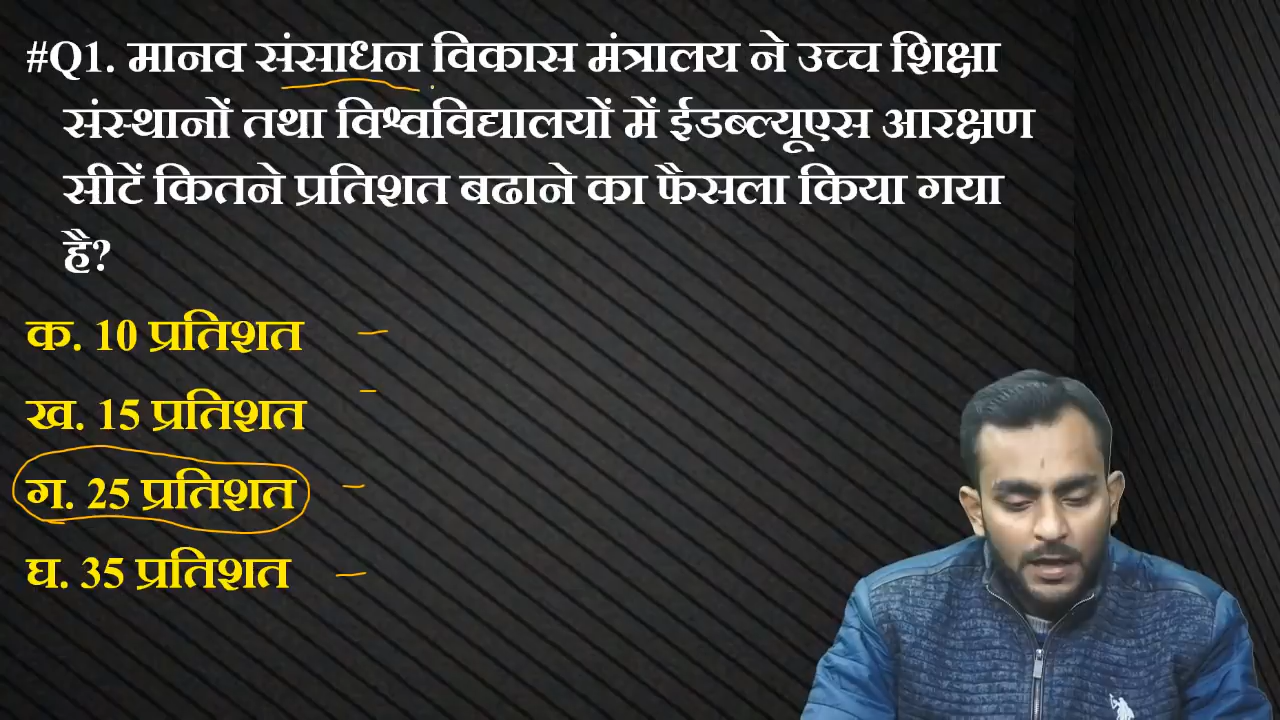 #Q1. मानव संसाधन विकास मंत्रालय ने उच्च शिक्षा
संस्थानों तथा विश्वविद्यालयों में ईडब्ल्यूएस आरक्षण
सीटें कितने प्रतिशत बढाने का फैसला किया गया
है?
क. 10 प्रतिशत
ख. 15 प्रतिशत
ग. 25 प्रतिशत
घ. 35 प्रतिशत